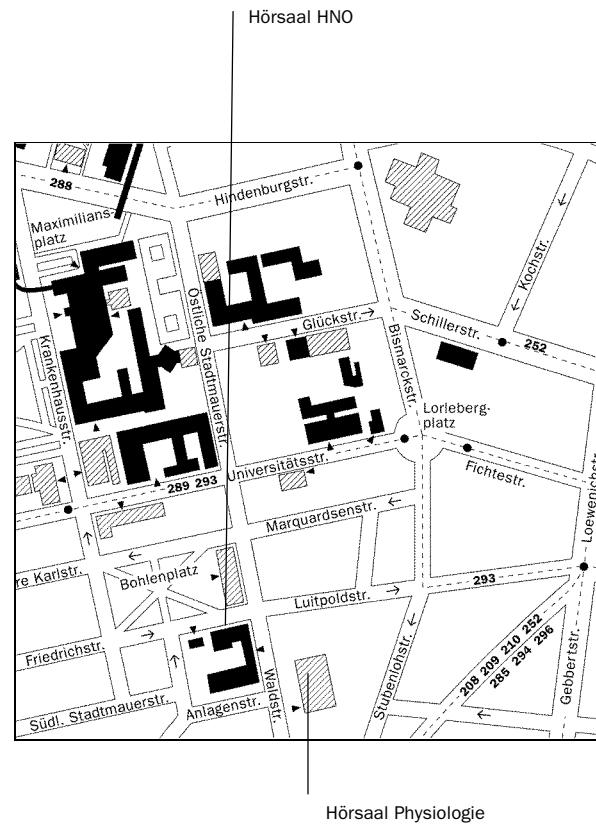 Hörsaal HNO
288
Hindenburgstr.
Maximilians-
platz
Kochstr.
Östliche Stadtmauerstr.
Glückstr.
Schillerstr.
252
Krankenhausstr.
Bismarckstr.
Lorleberg-
platz
Universitätsstr.
289 293
Fichtestr.
Loewenichstr
Marquardsenstr.
re Karlstr.
Bohlenplatz
293
Luitpoldstr.
Friedrichstr.
208 209 210 252
285 294 296
Stubenlohstr.
Gebbertstr.
Waldstr.
Südl. Stadtmauerstr.
Anlagenstr.
Hörsaal Physiologie